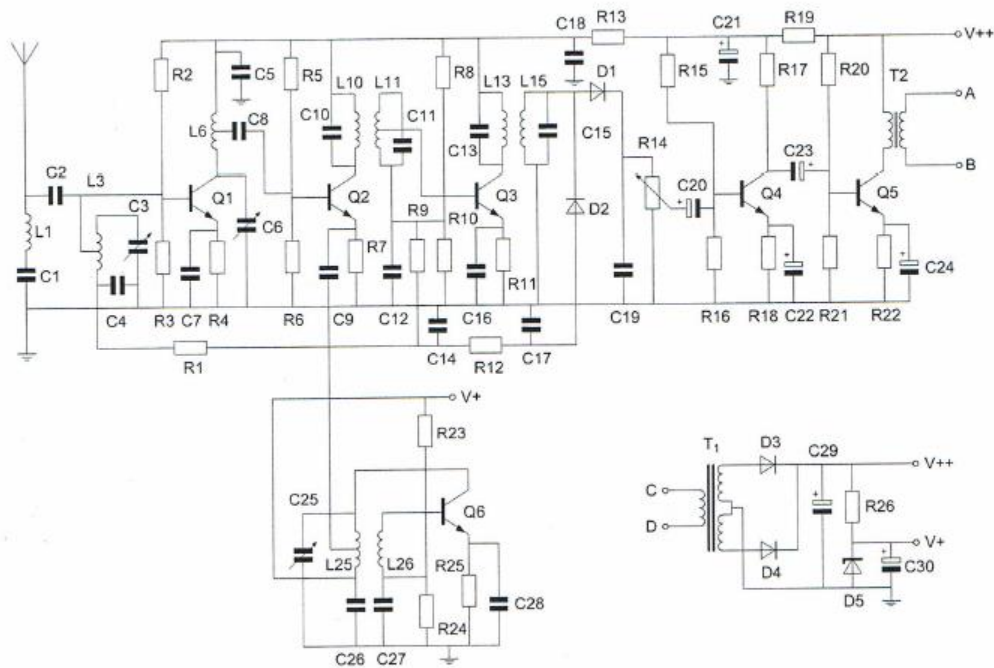 C18 R13 C21 R19 V++
R2 C5 R5 L10 L11 R8 L13 L15 D1 R15 R17 R20 T2
A
L6 C8 C10 C11 C13 C15 R14 C23
B
C2 L3 Q1 Q2 Q3 C20 Q4 Q5
C3 C6 R9 R10 D2
L1 R7 R11
C1 C24
C4 R3 C7 R4 R6 C9 C12 C16 C19 R16 R18 C22 R21 R22
R1 C14 R12 C17
V+
R23
C25 Q6
L25 L26 R25
C28
R24
C26 C27
T1 D3 C29 V++
C
R26
D
V+
D4 C30
D5